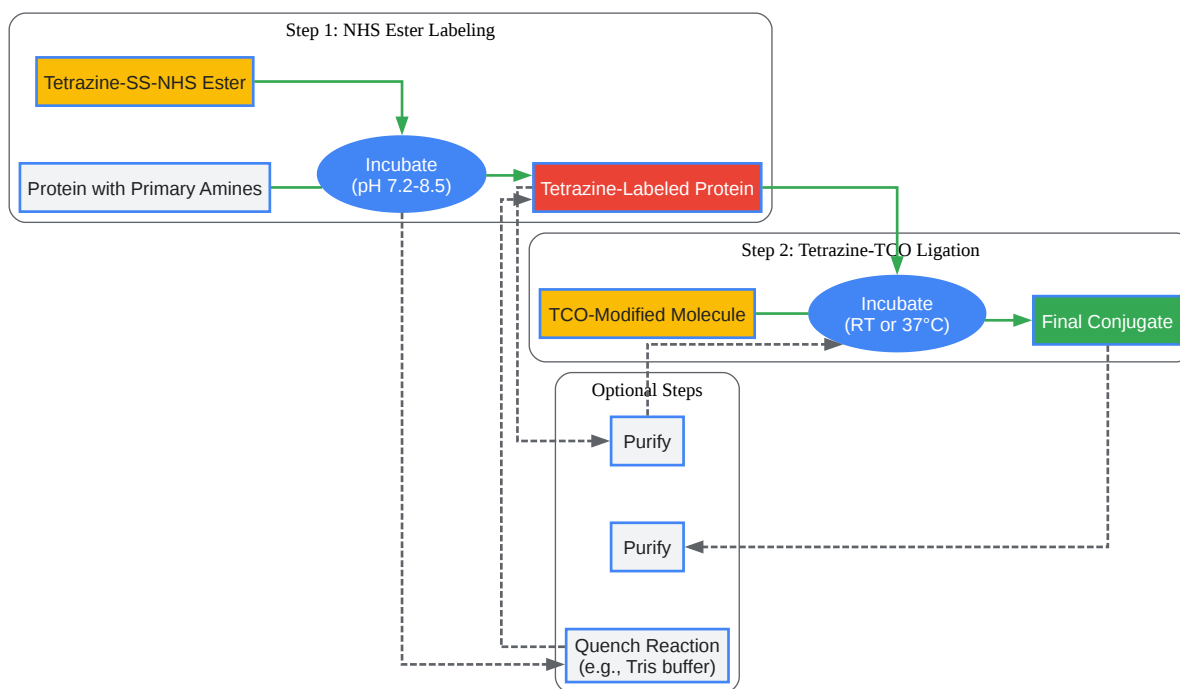 Step 1: NHS Ester Labeling
Tetrazine-SS-NHS Ester
Protein with Primary Amines
Incubate
(pH 7.2-8.5)
Tetrazine-Labeled Protein
Step 2: Tetrazine-TCO Ligation
TCO-Modified Molecule
Incubate
(RT or 37°C)
Final Conjugate
Optional Steps
Purify
Purify
Quench Reaction
(e.g., Tris buffer)